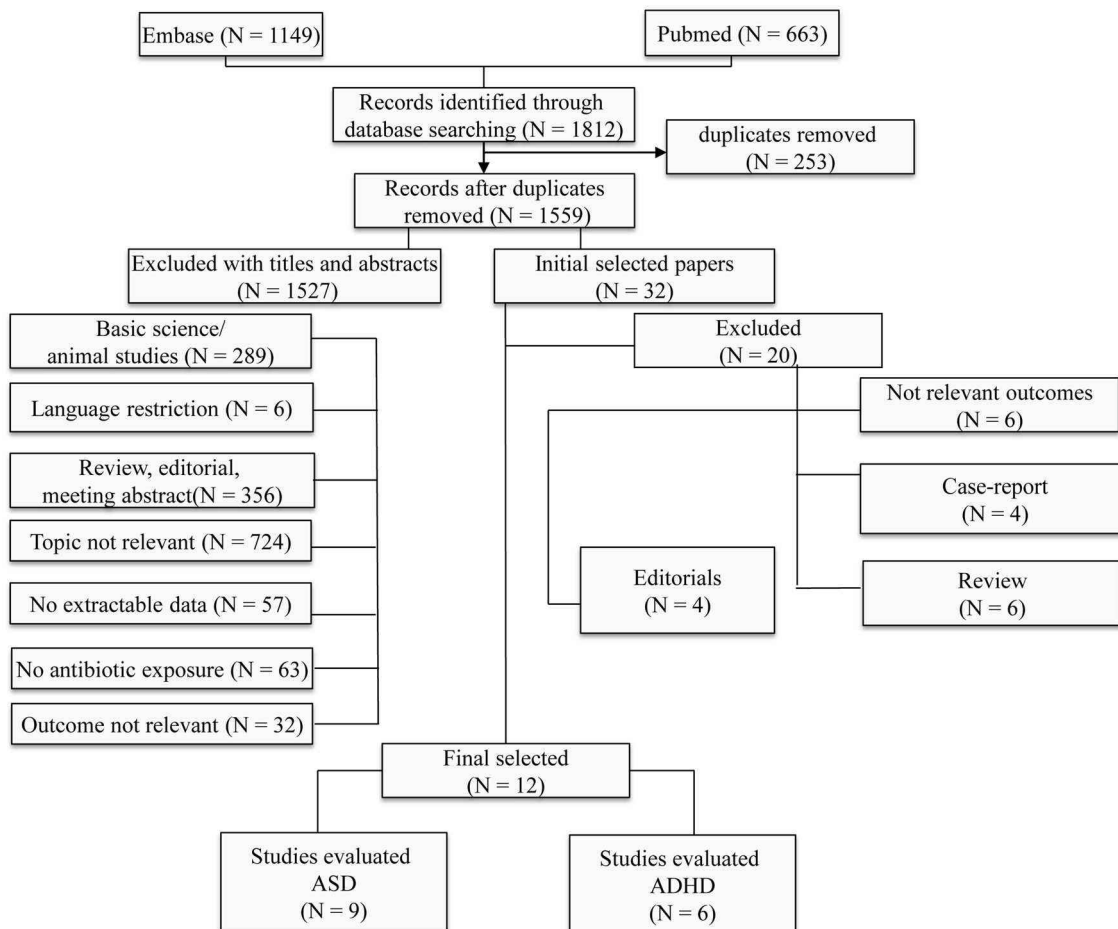 Embase (N = 1149)
Pubmed (N = 663)
Records identified through
database searching (N = 1812)
duplicates removed
(N = 253)
Records after duplicates
removed (N = 1559)
Excluded with titles and abstracts
(N = 1527)
Initial selected papers
(N = 32)
Basic science/
animal studies (N = 289)
Language restriction (N = 6)
Review, editorial,
meeting abstract(N = 356)
Topic not relevant (N = 724)
No extractable data (N = 57)
No antibiotic exposure (N = 63)
Outcome not relevant (N = 32)
Excluded
(N = 20)
Not relevant outcomes
(N = 6)
Case-report
(N = 4)
Editorials
(N = 4)
Review
(N = 6)
Final selected
(N = 12)
Studies evaluated
ASD
(N = 9)
Studies evaluated
ADHD
(N = 6)